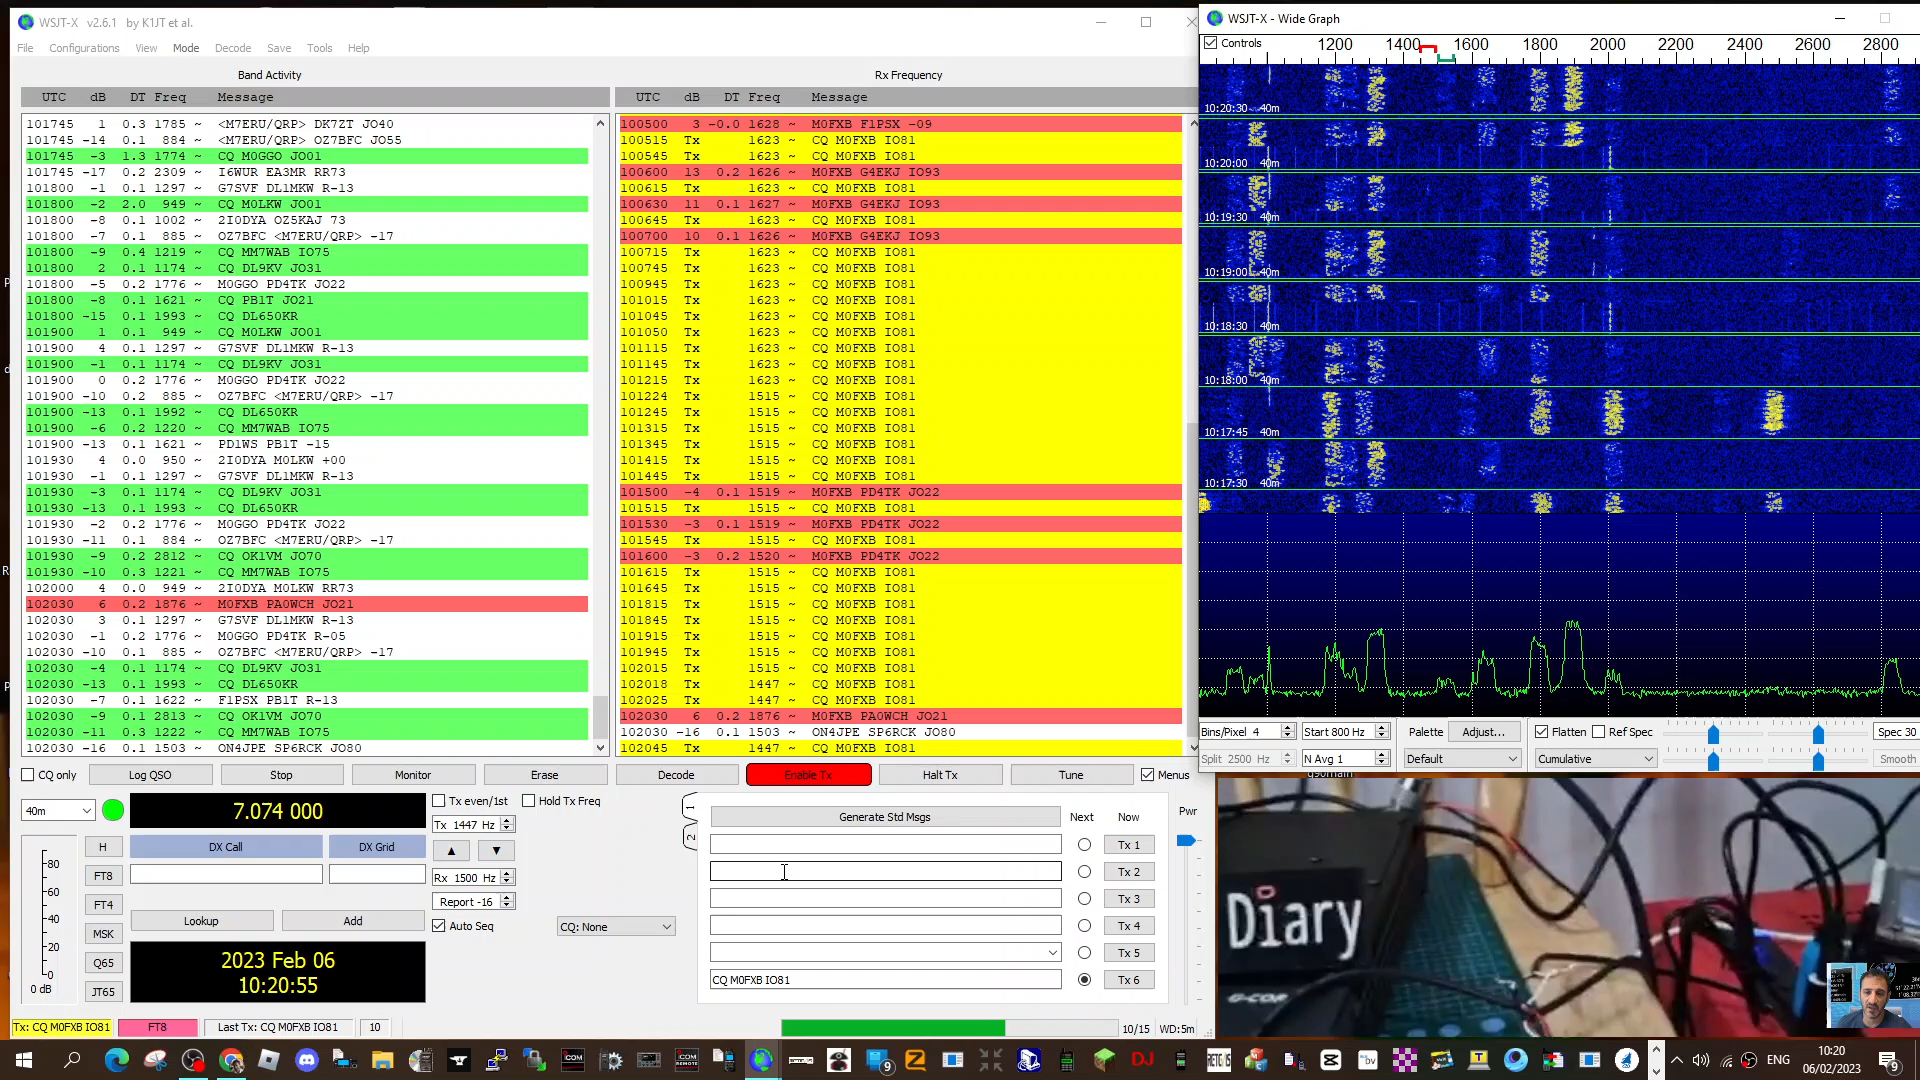 WSJT-X v2.6.1 by K1JT et al.
File Configurations View Mode Decode Save Tools Help
Band Activity
UTC dB DT Freq Message
101745 1 0.3 1785 ~ <M7ERU/QRP> DK7ZT JO40
101745 -14 0.1 884 ~ <M7ERU/QRP> OZ7BFC JO55
101745 -3 1.3 1774 ~ CQ M0GGO JO01
101745 -17 0.2 2309 ~ I6WUR EA3MR RR73
101800 -1 0.1 1297 ~ G7SVF DL1MKW R-13
101800 -2 2.0 949 ~ CQ M0LKW JO01
101800 -8 0.1 1002 ~ 2I0DYA OZ5KAJ 73
101800 -7 0.1 885 ~ OZ7BFC <M7ERU/QRP> -17
101800 -9 0.4 1219 ~ CQ MM7WAB IO75
101800 2 0.1 1174 ~ CQ DL9KV JO31
101800 -5 0.2 1776 ~ M0GGO PD4TK JO22
101800 -8 0.1 1621 ~ CQ PB1T JO21
101800 -15 0.1 1993 ~ CQ DL650KR
101900 1 0.1 949 ~ CQ M0LKW JO01
101900 4 0.1 1297 ~ G7SVF DL1MKW R-13
101900 -1 0.1 1174 ~ CQ DL9KV JO31
101900 0 0.2 1776 ~ M0GGO PD4TK JO22
101900 -10 0.2 885 ~ OZ7BFC <M7ERU/QRP> -17
101900 -13 0.1 1992 ~ CQ DL650KR
101900 -6 0.2 1220 ~ CQ MM7WAB IO75
101900 -13 0.1 1621 ~ PD1WS PB1T -15
101930 4 0.0 950 ~ 2I0DYA M0LKW +00
101930 -1 0.1 1297 ~ G7SVF DL1MKW R-13
101930 -3 0.1 1174 ~ CQ DL9KV JO31
101930 -13 0.1 1993 ~ CQ DL650KR
101930 -2 0.2 1776 ~ M0GGO PD4TK JO22
101930 -11 0.1 885 ~ OZ7BFC <M7ERU/QRP> -17
101930 -9 0.2 2812 ~ CQ OK1VM JO70
101930 -10 0.3 1221 ~ CQ MM7WAB IO75
102000 4 0.0 949 ~ 2I0DYA M0LKW RR73
102030 6 0.2 1876 ~ M0FXB PA0WCH JO21
102030 3 0.1 1297 ~ G7SVF DL1MKW R-13
102030 -1 0.2 1776 ~ M0GGO PD4TK R-05
102030 -10 0.1 885 ~ OZ7BFC <M7ERU/QRP> -17
102030 -4 0.1 1174 ~ CQ DL9KV JO31
102030 -13 0.1 1993 ~ CQ DL650KR
102030 -7 0.1 1622 ~ F1PSX PB1T R-13
102030 -9 0.1 2813 ~ CQ OK1VM JO70
102030 -11 0.3 1222 ~ CQ MM7WAB IO75
102030 -16 0.1 1503 ~ ON4JPE SP6RCK JO80
Rx Frequency
UTC dB DT Freq Message
100500 3 -0.0 1628 ~ M0FXB F1PSX -09
100515 Tx 1623 ~ CQ M0FXB IO81
100545 Tx 1623 ~ CQ M0FXB IO81
100600 13 0.2 1626 ~ M0FXB G4EKJ IO93
100615 Tx 1623 ~ CQ M0FXB IO81
100630 11 0.1 1627 ~ M0FXB G4EKJ IO93
100645 Tx 1623 ~ CQ M0FXB IO81
100700 10 0.1 1626 ~ M0FXB G4EKJ IO93
100715 Tx 1623 ~ CQ M0FXB IO81
100745 Tx 1623 ~ CQ M0FXB IO81
100945 Tx 1623 ~ CQ M0FXB IO81
101015 Tx 1623 ~ CQ M0FXB IO81
101045 Tx 1623 ~ CQ M0FXB IO81
101050 Tx 1623 ~ CQ M0FXB IO81
101115 Tx 1623 ~ CQ M0FXB IO81
101145 Tx 1623 ~ CQ M0FXB IO81
101215 Tx 1623 ~ CQ M0FXB IO81
101224 Tx 1515 ~ CQ M0FXB IO81
101245 Tx 1515 ~ CQ M0FXB IO81
101315 Tx 1515 ~ CQ M0FXB IO81
101345 Tx 1515 ~ CQ M0FXB IO81
101415 Tx 1515 ~ CQ M0FXB IO81
101445 Tx 1515 ~ CQ M0FXB IO81
101500 -4 0.1 1519 ~ M0FXB PD4TK JO22
101515 Tx 1515 ~ CQ M0FXB IO81
101530 -3 0.1 1519 ~ M0FXB PD4TK JO22
101545 Tx 1515 ~ CQ M0FXB IO81
101600 -3 0.2 1520 ~ M0FXB PD4TK JO22
101615 Tx 1515 ~ CQ M0FXB IO81
101645 Tx 1515 ~ CQ M0FXB IO81
101815 Tx 1515 ~ CQ M0FXB IO81
101845 Tx 1515 ~ CQ M0FXB IO81
101915 Tx 1515 ~ CQ M0FXB IO81
101945 Tx 1515 ~ CQ M0FXB IO81
102015 Tx 1515 ~ CQ M0FXB IO81
102018 Tx 1447 ~ CQ M0FXB IO81
102025 Tx 1447 ~ CQ M0FXB IO81
102030 6 0.2 1876 ~ M0FXB PA0WCH JO21
102030 -16 0.1 1503 ~ ON4JPE SP6RCK JO80
102045 Tx 1447 ~ CQ M0FXB IO81
CQ only Log QSO Stop Monitor Erase Decode Enable Tx Halt Tx Tune Menus
40m 7.074 000 Tx even/1st Hold Tx Freq
Tx 1447 Hz
DX Call DX Grid
Rx 1500 Hz
Report -16
Lookup Add Auto Seq CQ: None
2023 Feb 06
10:20:55
80
60
40
20
0
0 dB
H
FT8
FT4
MSK
Q65
JT65
1
2
Generate Std Msgs Next Now Pwr
Tx 1
Tx 2
Tx 3
Tx 4
Tx 5
CQ M0FXB IO81 Tx 6
Tx: CQ M0FXB IO81 FT8 Last Tx: CQ M0FXB IO81 10 10/15 WD:5m
WSJT-X - Wide Graph
Controls 1200 1400 1600 1800 2000 2200 2400 2600 2800
10:20:30 40m
10:20:00 40m
10:19:30 40m
10:19:00 40m
10:18:30 40m
10:18:00 40m
10:17:45 40m
10:17:30 40m
Bins/Pixel 4 Start 800 Hz Palette Adjust... Flatten Ref Spec Spec 30
Split 2500 Hz N Avg 1 Default Cumulative Smooth
Diary
ENG
10:20
06/02/2023